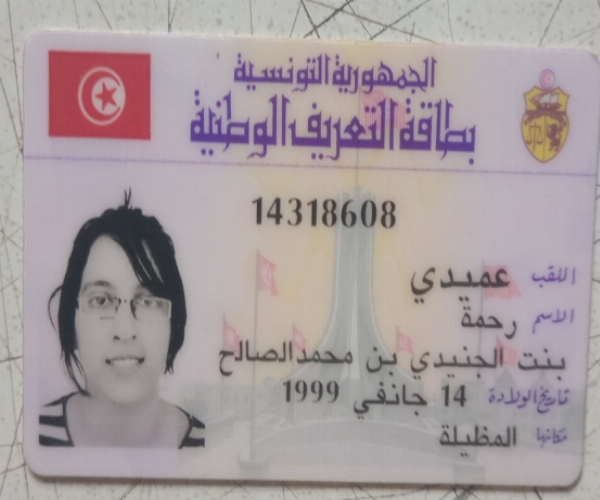 الجمهورية التونسية
بطاقة التعريف الوطنية
14318608
اللقب عميدي
الاسم رحمة
بنت الجنيدي بن محمد الصالح
تاريخ الولادة 14 جانفي 1999
مكانها المظيلة